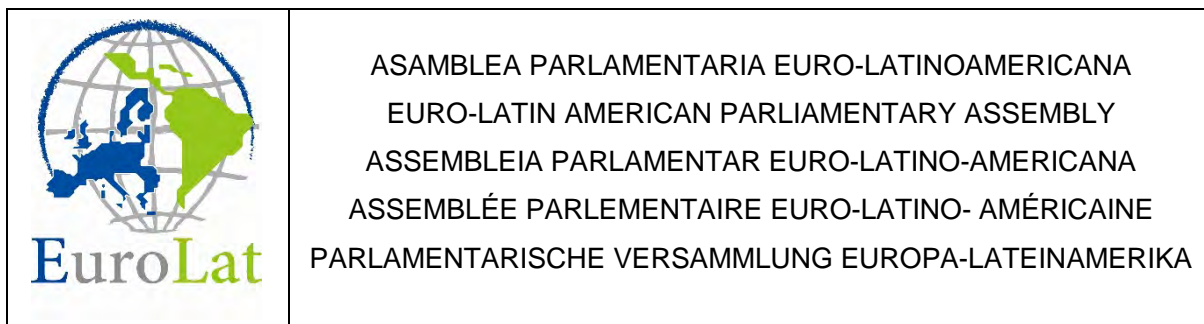 EuroLat
ASAMBLEA PARLAMENTARIA EURO-LATINOAMERICANA
EURO-LATIN AMERICAN PARLIAMENTARY ASSEMBLY
ASSEMBLEIA PARLAMENTAR EURO-LATINO-AMERICANA
ASSEMBLÉE PARLEMENTAIRE EURO-LATINO- AMÉRICAINE
PARLAMENTARISCHE VERSAMMLUNG EUROPA-LATEINAMERIKA